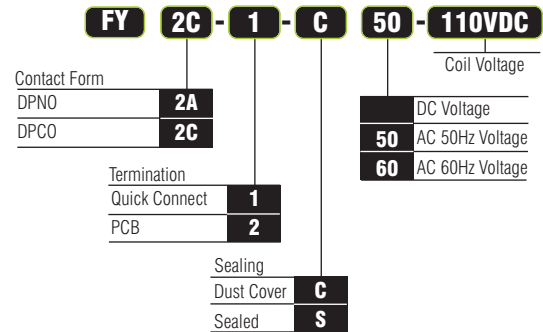 FY 2C - 1 - C 50 - 110VDC
Coil Voltage
Contact Form
DPNO 2A
DPCO 2C
DC Voltage
50 AC 50Hz Voltage
60 AC 60Hz Voltage
Termination
Quick Connect 1
PCB 2
Sealing
Dust Cover C
Sealed S